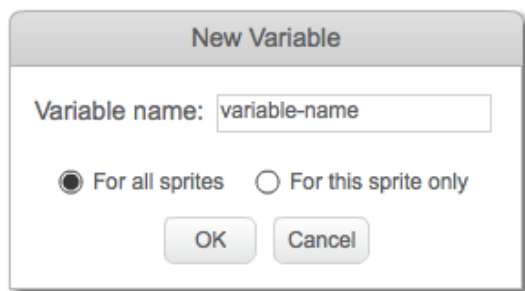 New Variable
Variable name: variable-name
For all sprites For this sprite only
OK Cancel